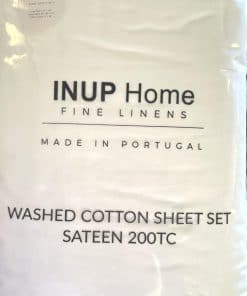 INUP Home
FINE LINENS
MADE IN PORTUGAL
WASHED COTTON SHEET SET
SATEEN 200TC